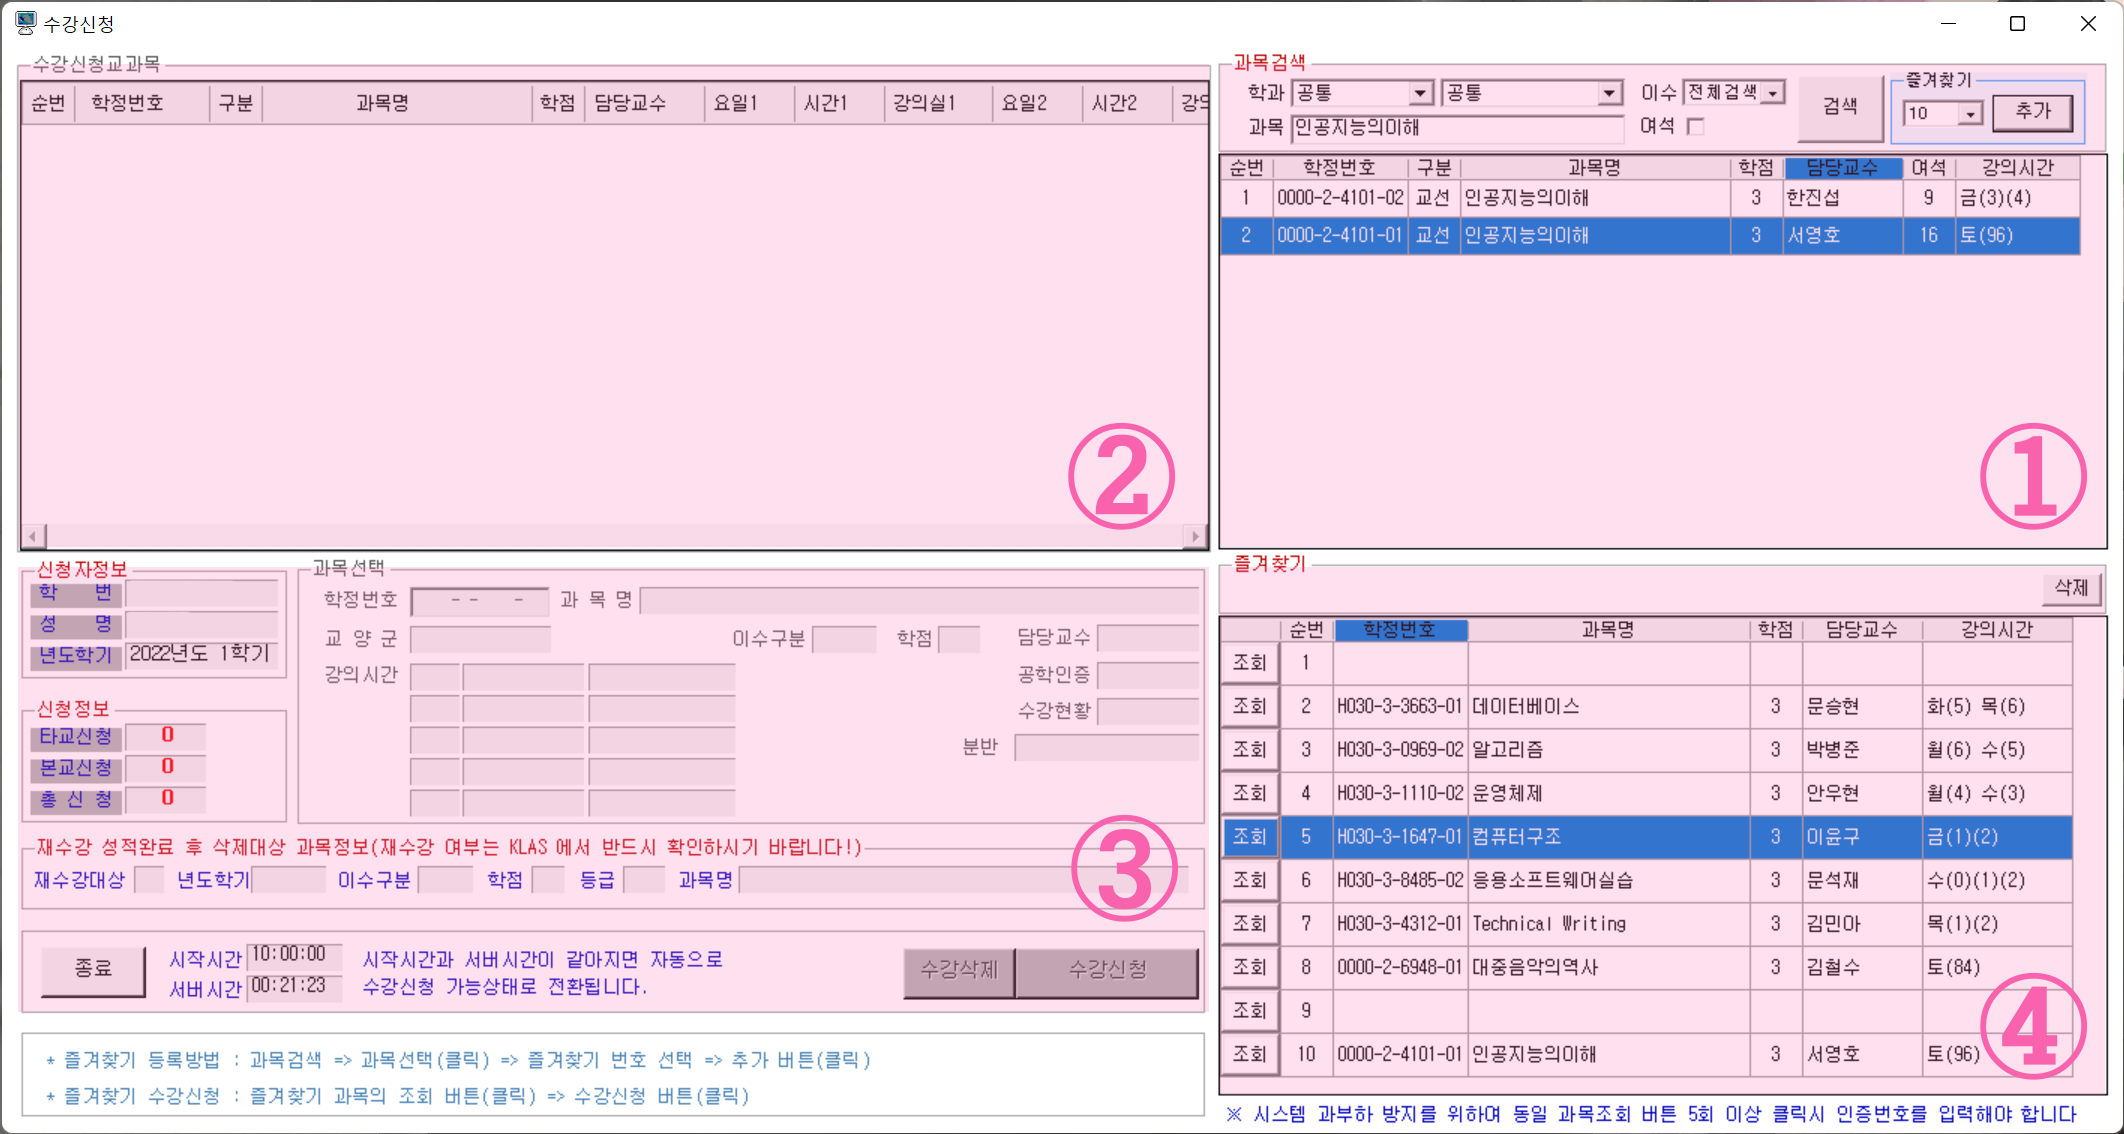 수강신청
수강신청교과목
순번 학정번호 구분 과목명 학점 담당교수 요일1 시간1 강의실1 요일2 시간2 강의
②
과목검색
학과 공통 공통 이수 전체검색 검색
과목 인공지능의이해 여석
즐겨찾기
10 추가
순번 학정번호 구분 과목명 학점 담당교수 여석 강의시간
1 0000-2-4101-02 교선 인공지능의이해 3 한진섭 9 금(3)(4)
2 0000-2-4101-01 교선 인공지능의이해 3 서영호 16 토(96)
①
신청자정보
학 번
성 명
년도학기 2022년도 1학기
신청정보
타교신청 0
본교신청 0
총 신 청 0
과목선택
학정번호 -- - 과 목 명
교 양 군 이수구분 학점 담당교수
강의시간 공학인증
수강현황
분반
재수강 성적완료 후 삭제대상 과목정보(재수강 여부는 KLAS에서 반드시 확인하시기 바랍니다!)
재수강대상 년도학기 이수구분 학점 등급 과목명
③
종료
시작시간 10:00:00 시작시간과 서버시간이 같아지면 자동으로
서버시간 00:21:23 수강신청 가능상태로 전환됩니다.
수강삭제 수강신청
* 즐겨찾기 등록방법 : 과목검색 => 과목선택(클릭) => 즐겨찾기 번호 선택 => 추가 버튼(클릭)
* 즐겨찾기 수강신청 : 즐겨찾기 과목의 조회 버튼(클릭) => 수강신청 버튼(클릭)
즐겨찾기
삭제
순번 학정번호 과목명 학점 담당교수 강의시간
조회 1
조회 2 H030-3-3663-01 데이터베이스 3 문승현 화(5) 목(6)
조회 3 H030-3-0969-02 알고리즘 3 박병준 월(6) 수(5)
조회 4 H030-3-1110-02 운영체제 3 안우현 월(4) 수(3)
조회 5 H030-3-1647-01 컴퓨터구조 3 이윤구 금(1)(2)
조회 6 H030-3-8485-02 응용소프트웨어실습 3 문석재 수(0)(1)(2)
조회 7 H030-3-4312-01 Technical Writing 3 김민아 목(1)(2)
조회 8 0000-2-6948-01 대중음악의역사 3 김철수 토(84)
조회 9
조회 10 0000-2-4101-01 인공지능의이해 3 서영호 토(96)
④
※ 시스템 과부하 방지를 위하여 동일 과목조회 버튼 5회 이상 클릭시 인증번호를 입력해야 합니다